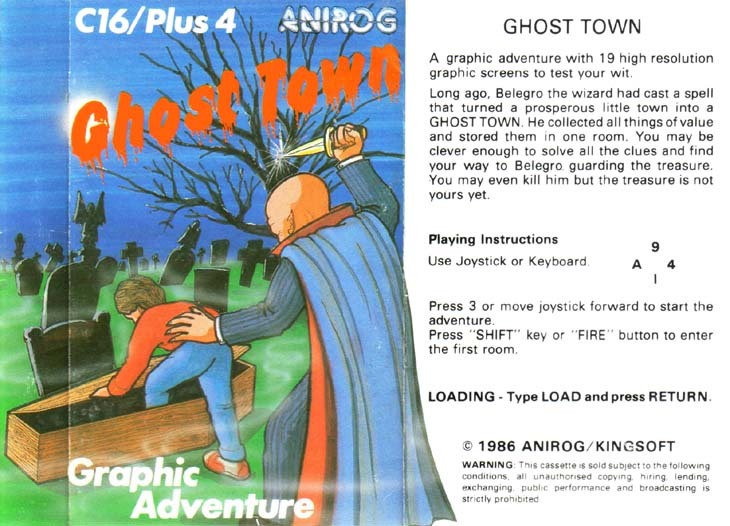 C16/Plus 4
ANIROG
Ghost Town
Graphic
Adventure
GHOST TOWN
A graphic adventure with 19 high resolution
graphic screens to test your wit.
Long ago, Belegro the wizard had cast a spell
that turned a prosperous little town into a
GHOST TOWN. He collected all things of value
and stored them in one room. You may be
clever enough to solve all the clues and find
your way to Belegro guarding the treasure.
You may even kill him but the treasure is not
yours yet.
Playing Instructions
Use Joystick or Keyboard.
9
A 4
I
Press 3 or move joystick forward to start the
adventure.
Press "SHIFT" key or "FIRE" button to enter
the first room.
LOADING - Type LOAD and press RETURN.
© 1986 ANIROG/KINGSOFT
WARNING: This cassette is sold subject to the following
conditions; all unauthorised copying, hiring, lending,
exchanging, public performance and broadcasting is
strictly prohibited